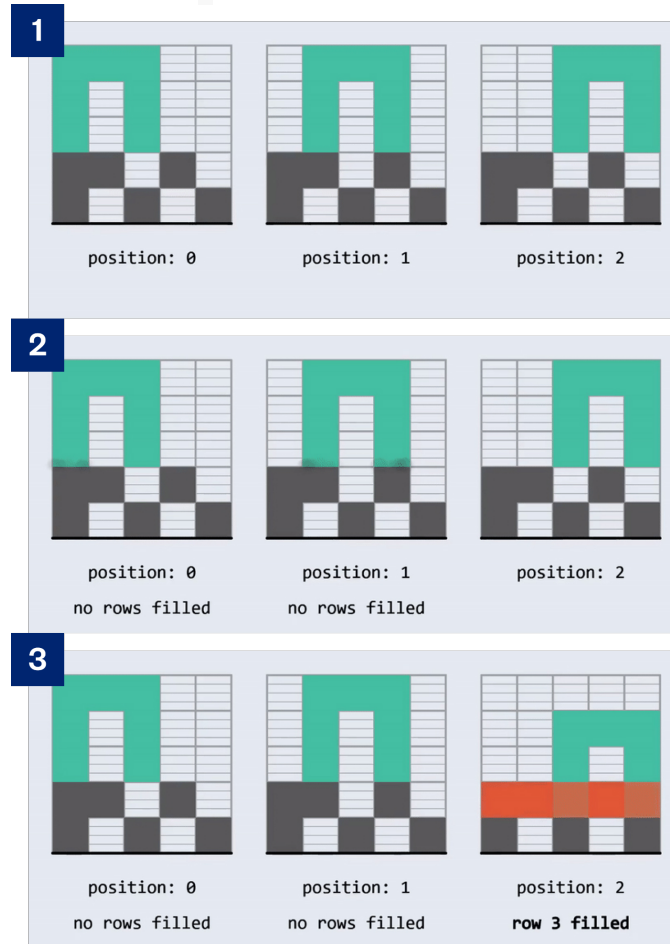 1
position: 0
position: 1
position: 2
2
position: 0
position: 1
position: 2
no rows filled
no rows filled
3
position: 0
position: 1
position: 2
no rows filled
no rows filled
row 3 filled